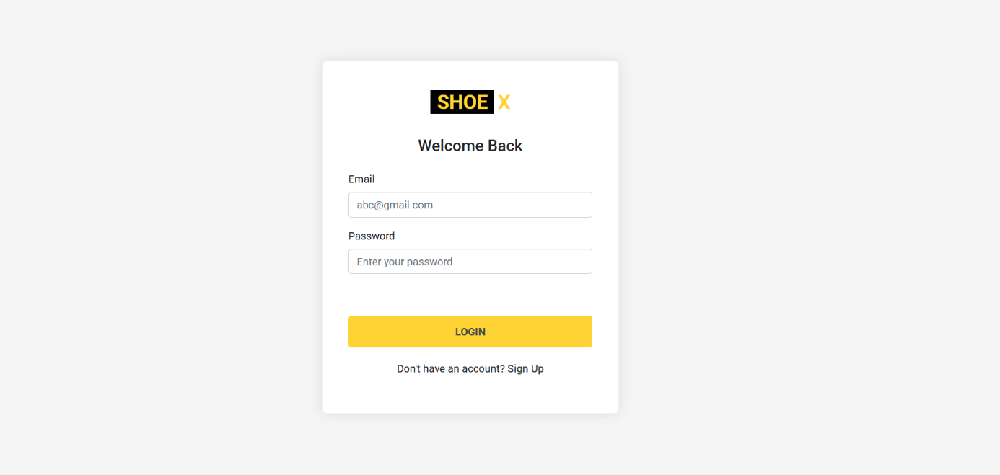 SHOE X
Welcome Back
Email
abc@gmail.com
Password
Enter your password
LOGIN
Don't have an account? Sign Up